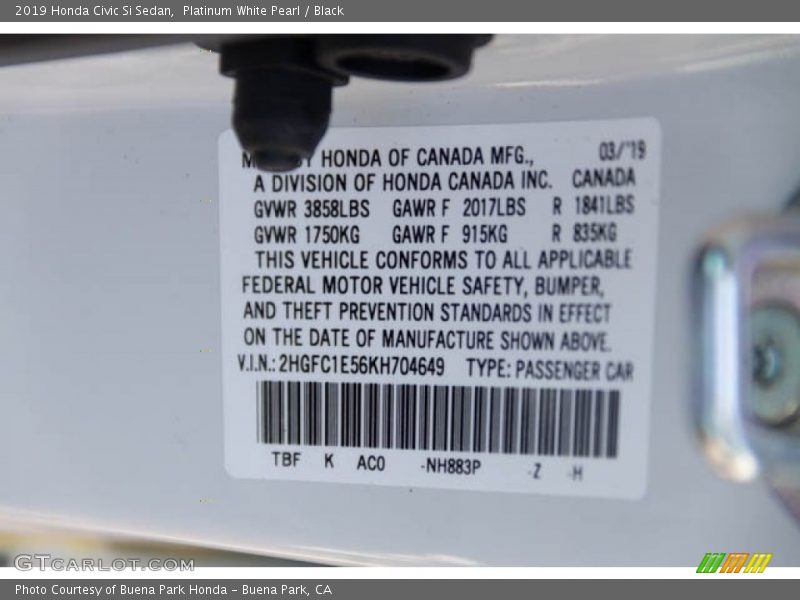 2019 Honda Civic Si Sedan,  Platinum White Pearl / Black
HONDA OF CANADA MFG., 03/'19
A DIVISION OF HONDA CANADA INC. CANADA
GVWR 3858LBS GAWR F 2017LBS R 1841LBS
GVWR 1750KG GAWR F 915KG R 835KG
THIS VEHICLE CONFORMS TO ALL APPLICABLE
FEDERAL MOTOR VEHICLE SAFETY, BUMPER,
AND THEFT PREVENTION STANDARDS IN EFFECT
ON THE DATE OF MANUFACTURE SHOWN ABOVE.
V.I.N.: 2HGFC1E56KH704649 TYPE: PASSENGER CAR
TBF K AC0 -NH883P -Z -H
GTcarlot.com
Photo Courtesy of Buena Park Honda - Buena Park, CA